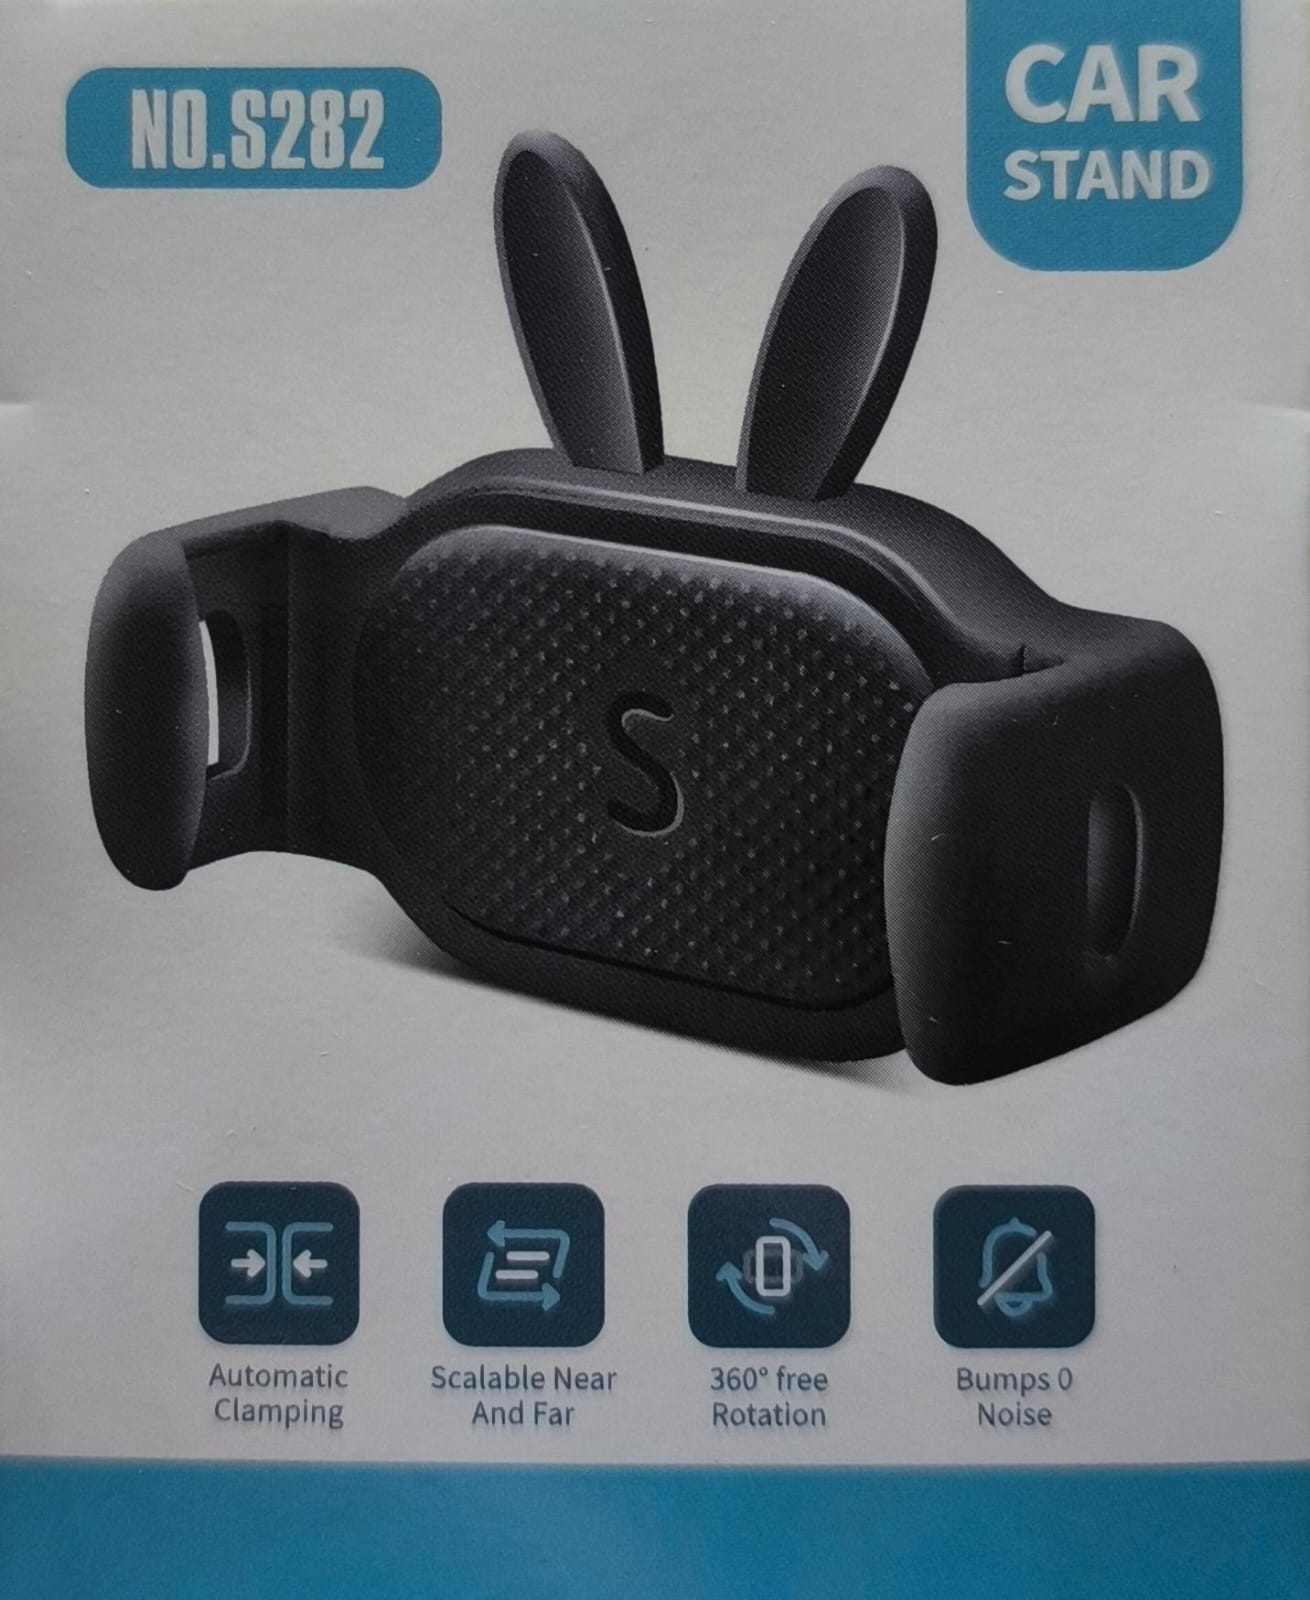 NO.S282
CAR
STAND
S
Automatic
Clamping
Scalable Near
And Far
360° free
Rotation
Bumps 0
Noise